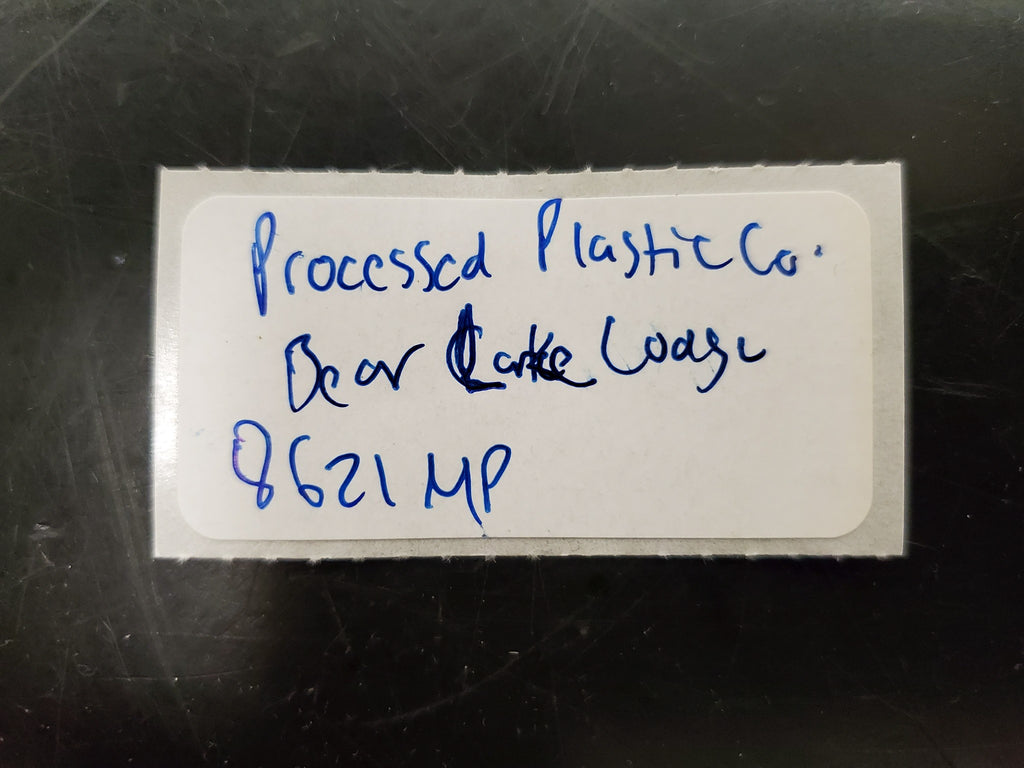 Processed Plastic Co.
Bear Lake Lodge
8621 MP